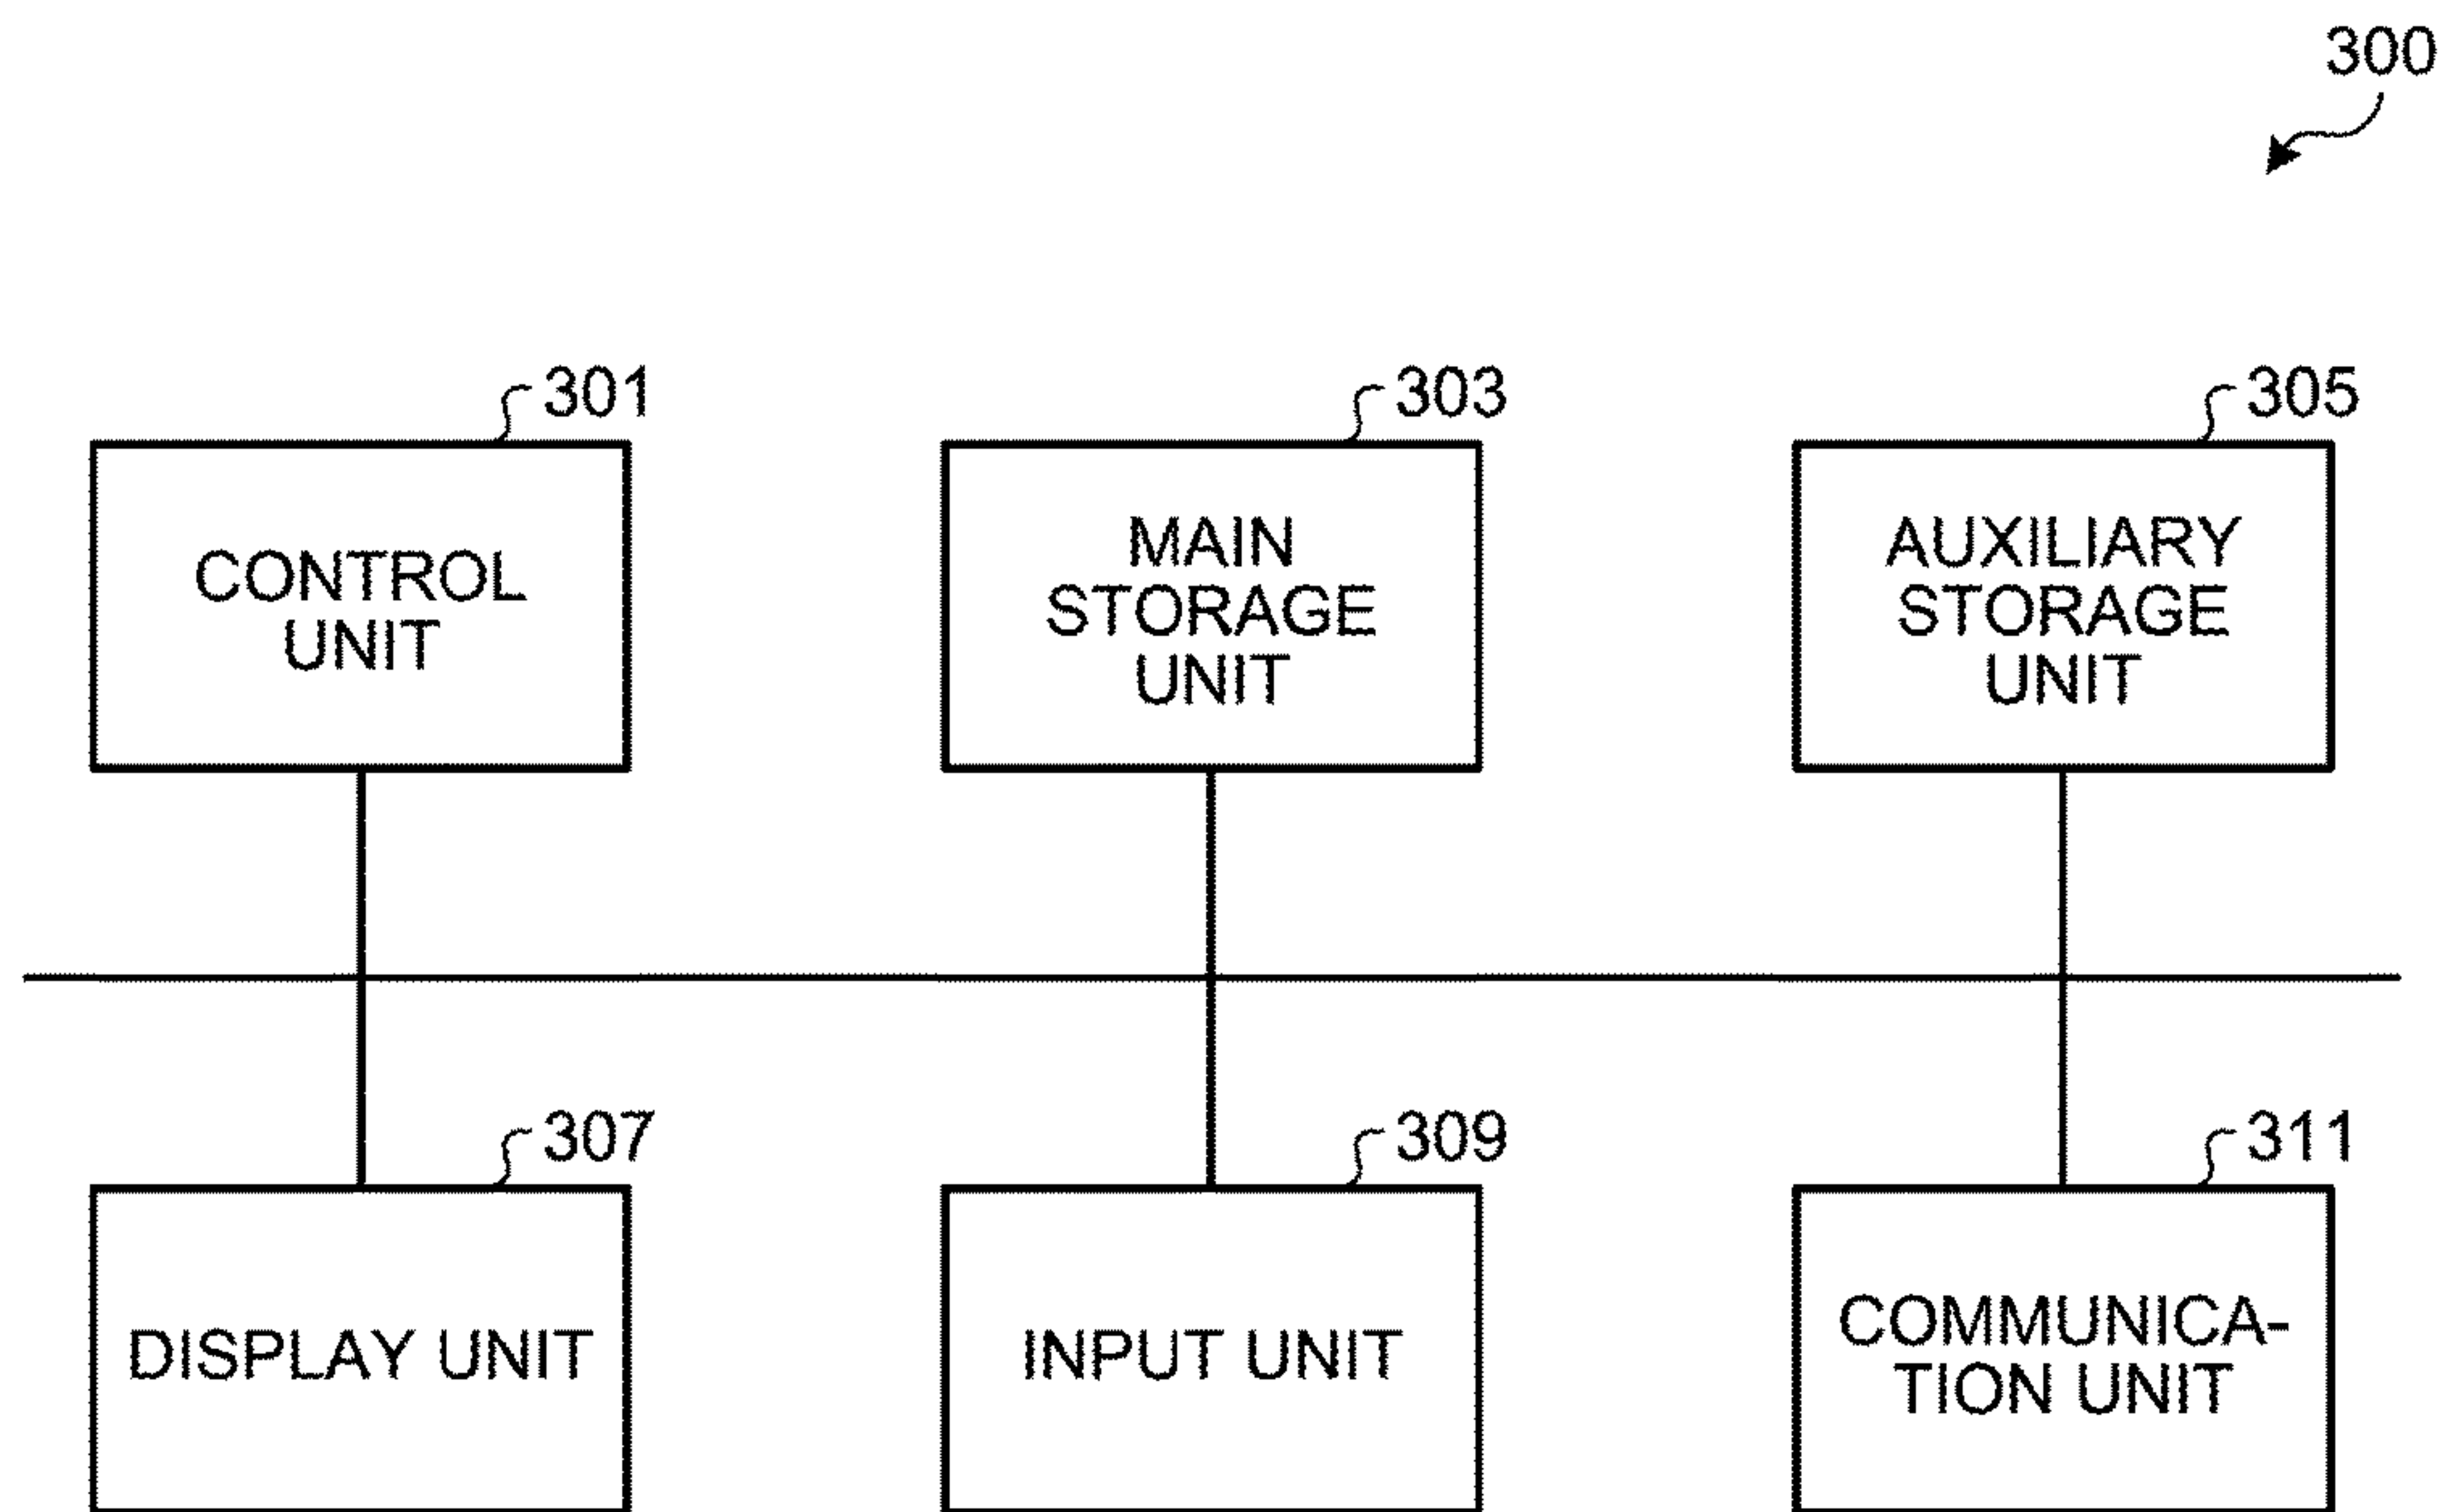 300
301
303
305
CONTROL
UNIT
MAIN
STORAGE
UNIT
AUXILIARY
STORAGE
UNIT
307
309
311
DISPLAY UNIT
INPUT UNIT
COMMUNICA-
TION UNIT